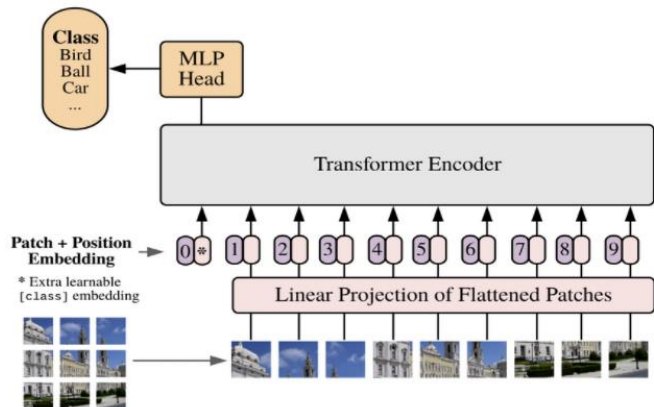 Class
Bird
Ball
Car
...
MLP
Head
Transformer Encoder
Patch + Position
Embedding
0 * 1 2 3 4 5 6 7 8 9
* Extra learnable
[class] embedding
Linear Projection of Flattened Patches